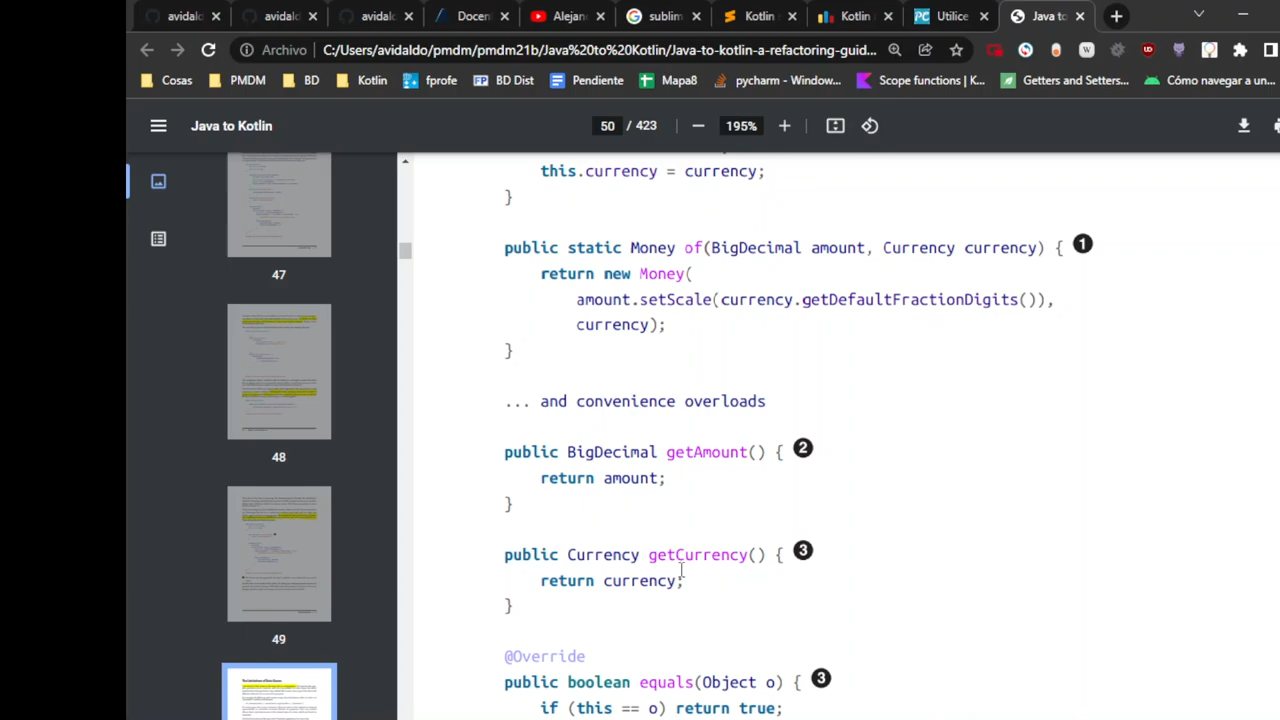 avidald
avidald
avidald
Docen
Alejan
sublim
Kotlin
Kotlin
Utilice
Java to
Archivo
C:/Users/avidaldo/pmdm/pmdm21b/Java%20to%20Kotlin/Java-to-kotlin-a-refactoring-guid...
Cosas
PMDM
BD
Kotlin
fprofe
BD Dist
Pendiente
Mapa8
pycharm - Window...
Scope functions | K...
Getters and Setters...
Cómo navegar a un...
Java to Kotlin
50 / 423
195%
47
48
49
this.currency = currency;
}
public static Money of(BigDecimal amount, Currency currency) { 1
return new Money(
amount.setScale(currency.getDefaultFractionDigits()),
currency);
}
... and convenience overloads
public BigDecimal getAmount() { 2
return amount;
}
public Currency getCurrency() { 3
return currency;
}
@Override
public boolean equals(Object o) { 3
if (this == o) return true;